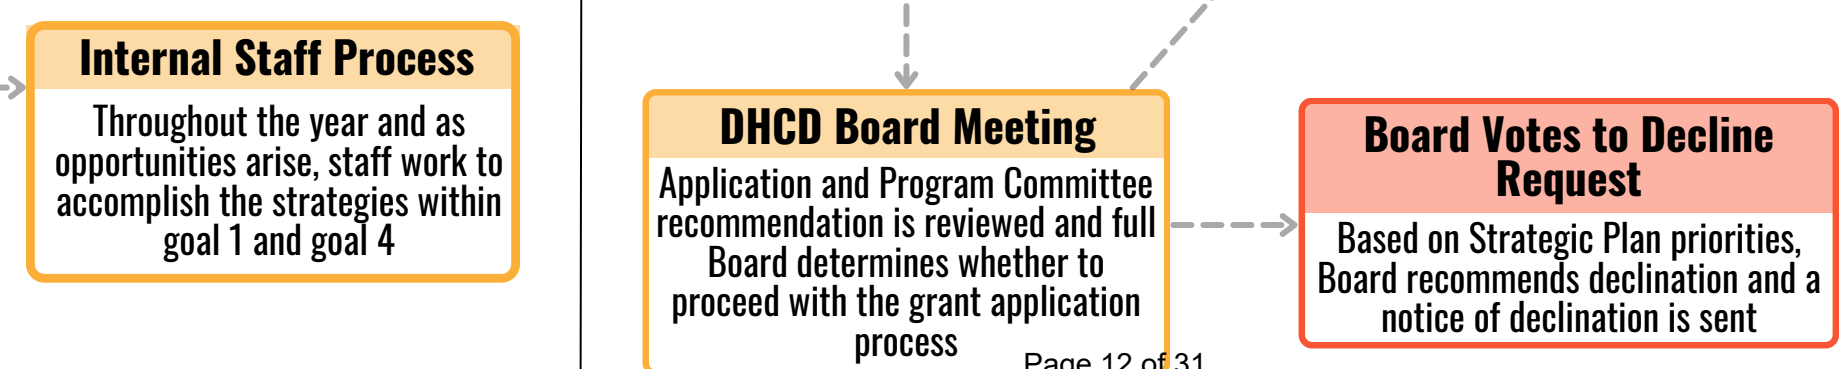 Internal Staff Process
Throughout the year and as
opportunities arise, staff work to
accomplish the strategies within
goal 1 and goal 4
DHCD Board Meeting
Application and Program Committee
recommendation is reviewed and full
Board determines whether to
proceed with the grant application
process
Board Votes to Decline
Request
Based on Strategic Plan priorities,
Board recommends declination and a
notice of declination is sent
Page 12 of 31